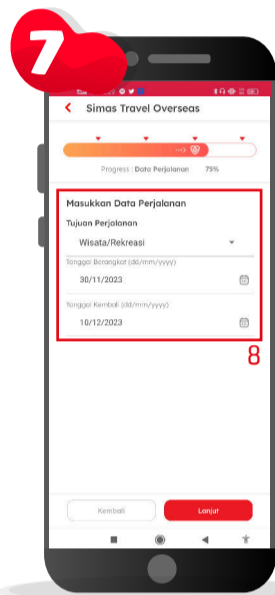 7
Simas Travel Overseas
Progress : Data Perjalanan 75%
Masukkan Data Perjalanan
Tujuan Perjalanan
Wisata/Rekreasi
Tanggal Berangkat (dd/mm/yyyy)
30/11/2023
Tanggal Kembali (dd/mm/yyyy)
10/12/2023
8
Kembali
Lanjut